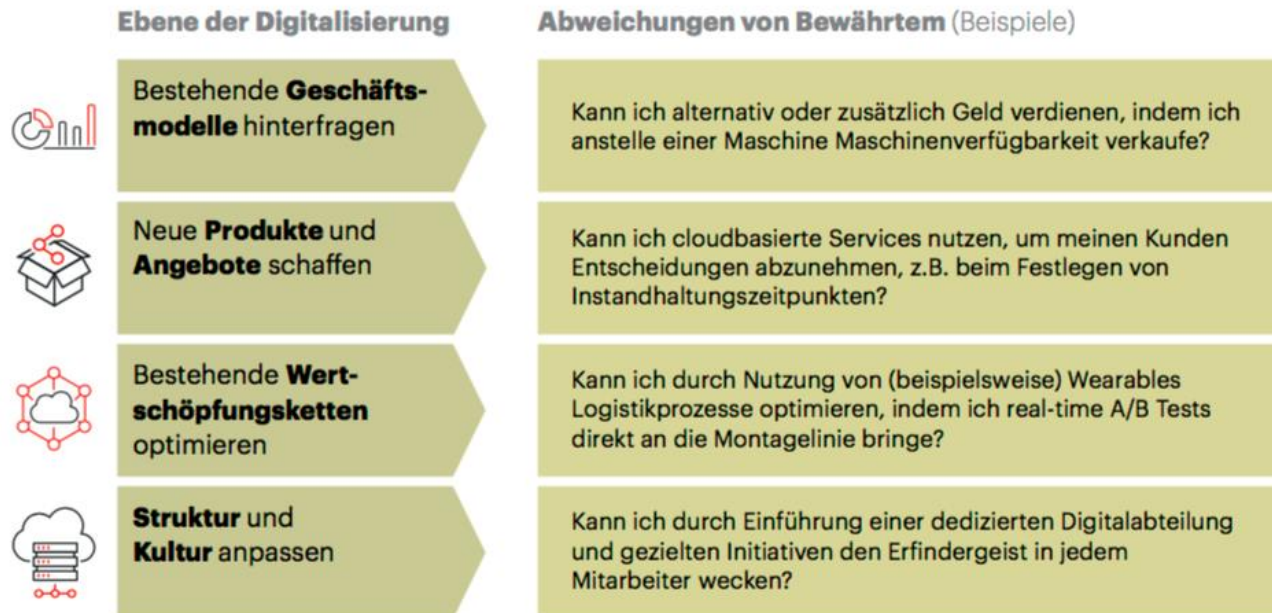 Ebene der Digitalisierung
Abweichungen von Bewährtem (Beispiele)
Bestehende Geschäfts-
modelle hinterfragen
Kann ich alternativ oder zusätzlich Geld verdienen, indem ich
anstelle einer Maschine Maschinenverfügbarkeit verkaufe?
Neue Produkte und
Angebote schaffen
Kann ich cloudbasierte Services nutzen, um meinen Kunden
Entscheidungen abzunehmen, z.B. beim Festlegen von
Instandhaltungszeitpunkten?
Bestehende Wert-
schöpfungsketten
optimieren
Kann ich durch Nutzung von (beispielsweise) Wearables
Logistikprozesse optimieren, indem ich real-time A/B Tests
direkt an die Montagelinie bringe?
Struktur und
Kultur anpassen
Kann ich durch Einführung einer dedizierten Digitalabteilung
und gezielten Initiativen den Erfindergeist in jedem
Mitarbeiter wecken?